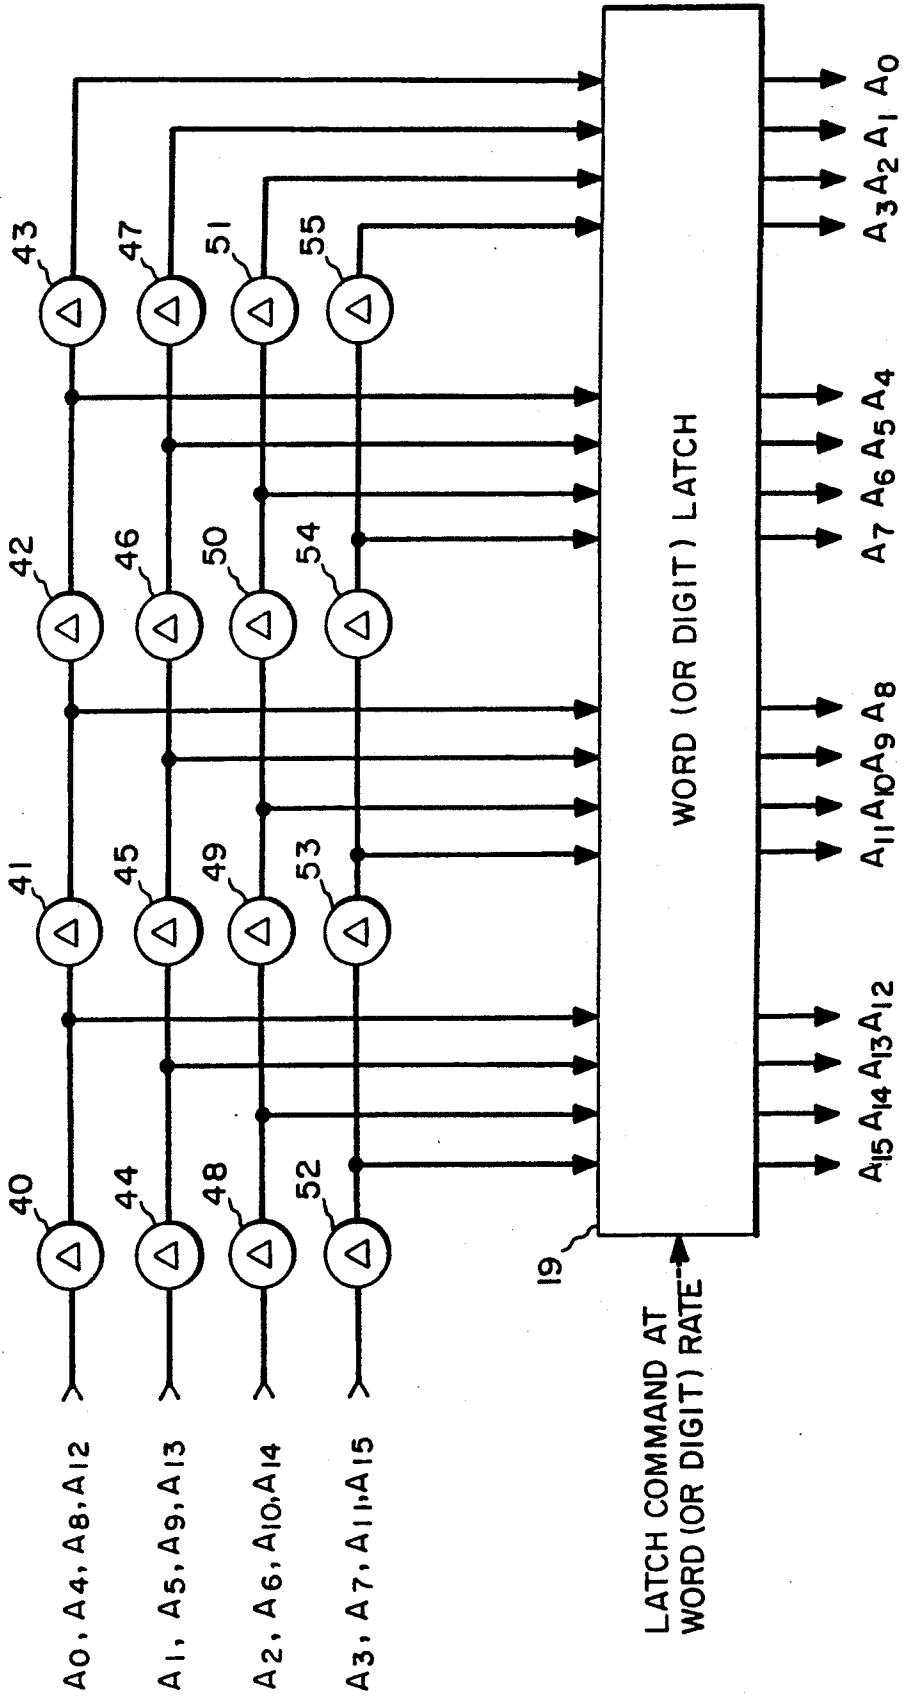 A0, A4, A8, A12
40
41
42
43
A1, A5, A9, A13
44
45
46
47
A2, A6, A10, A14
48
49
50
51
A3, A7, A11, A15
52
53
54
55
19
WORD (OR DIGIT) LATCH
LATCH COMMAND AT
WORD (OR DIGIT) RATE
A15 A14 A13 A12
A11 A10 A9 A8
A7 A6 A5 A4
A3 A2 A1 A0
Δ Δ Δ Δ
Δ Δ Δ Δ
Δ Δ Δ Δ
Δ Δ Δ Δ